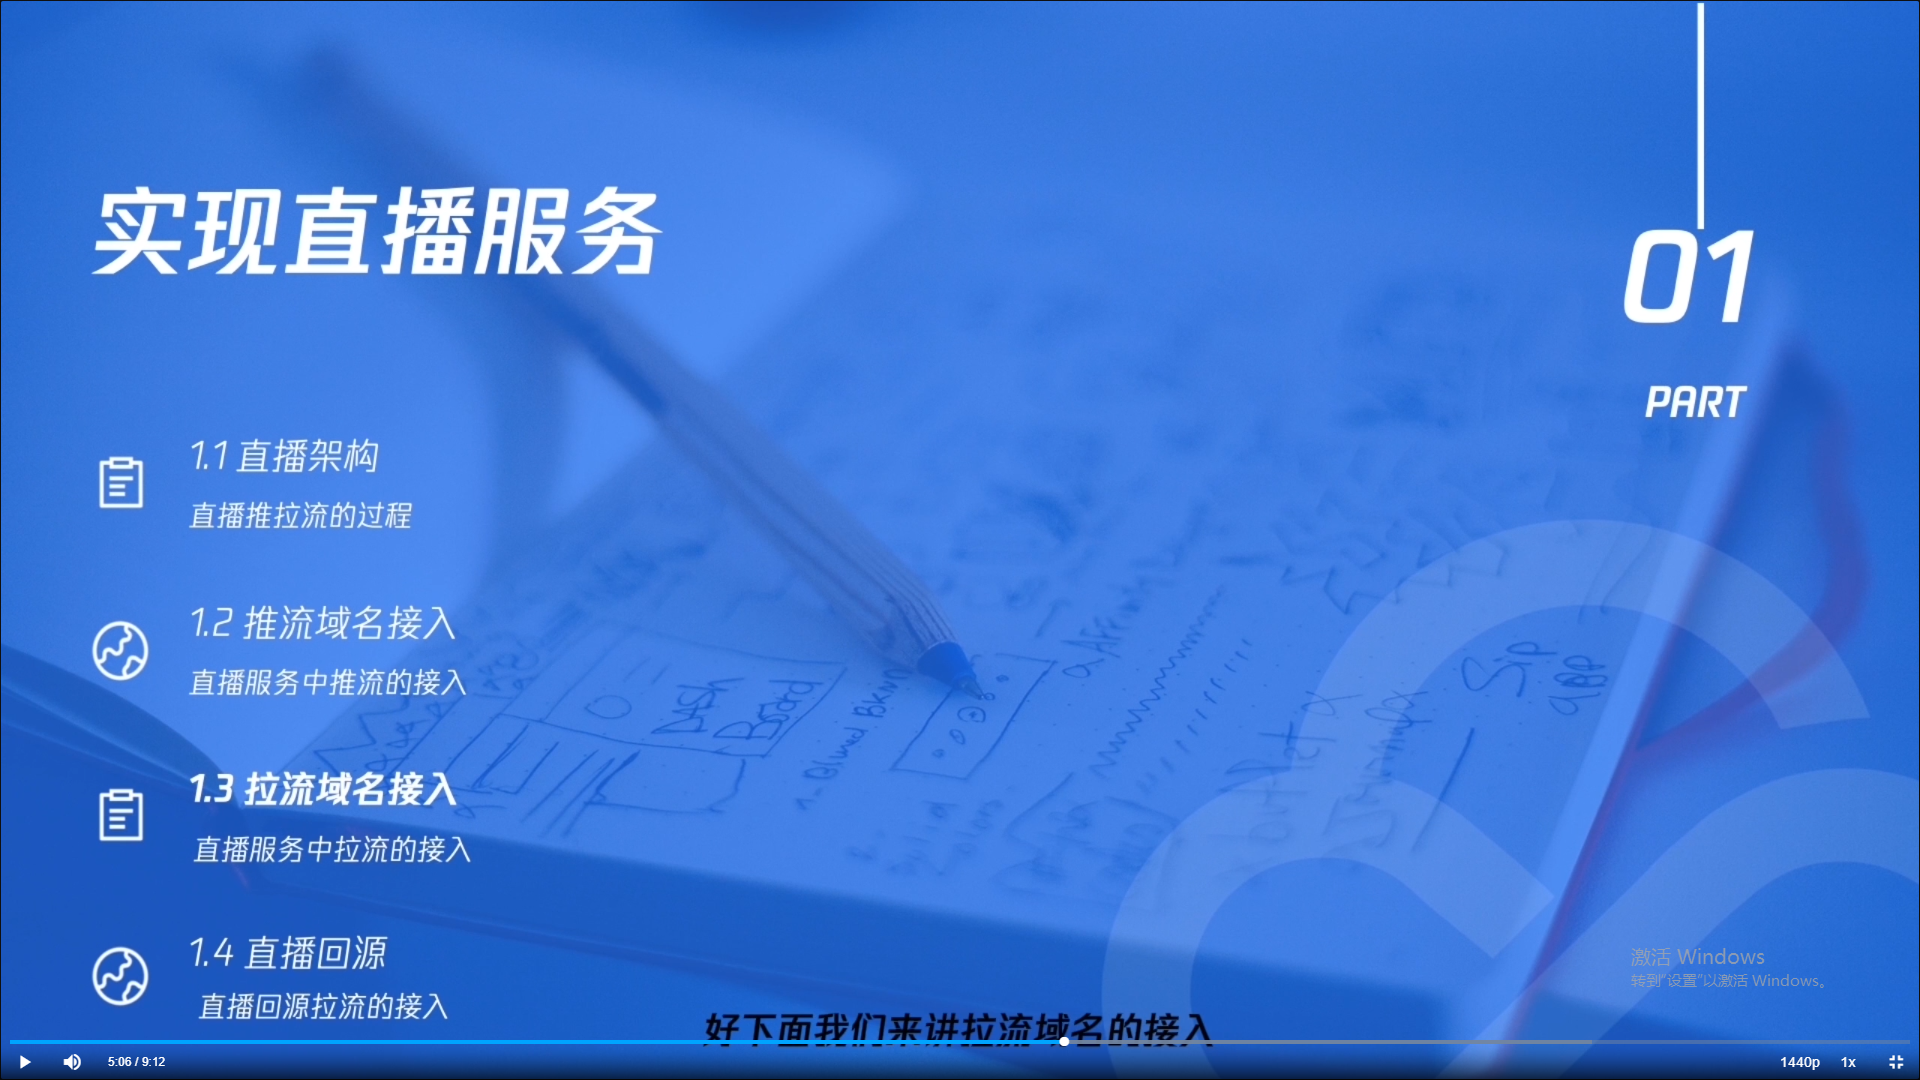 实现直播服务
01
PART
1.1 直播架构
直播推拉流的过程
1.2 推流域名接入
直播服务中推流的接入
1.3 拉流域名接入
直播服务中拉流的接入
1.4 直播回源
直播回源拉流的接入
Dash
Board
Sip
激活 Windows
转到"设置"以激活 Windows。
好下面我们来讲拉流域名的接入
5:06 / 9:12
1440p
1x